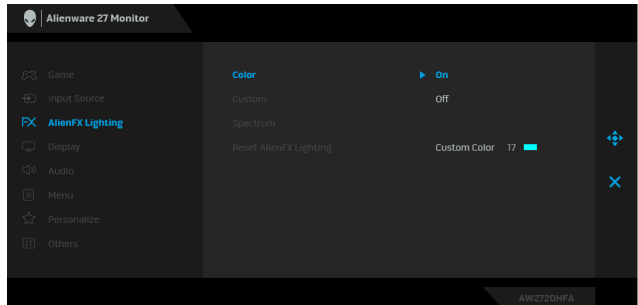 Alienware 27 Monitor
Game
Input Source
FX AlienFX Lighting
Display
Audio
Menu
Personalize
Others
Color On
Custom Off
Spectrum
Reset AlienFX Lighting Custom Color 17
AW2720HFA